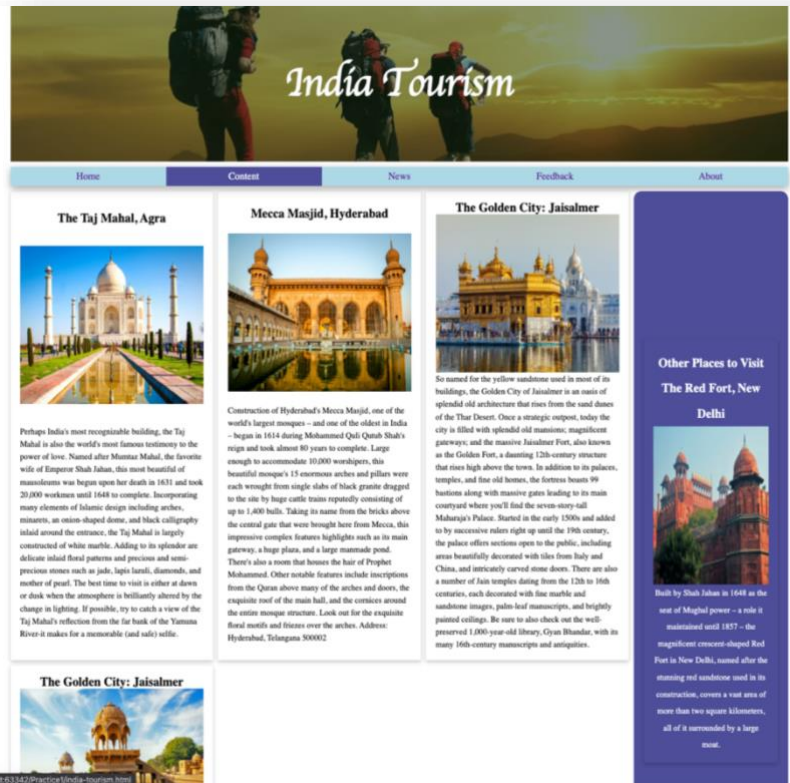 India Tourism
Home
Content
News
Feedback
About
The Taj Mahal, Agra
Perhaps India's most recognizable building, the Taj
Mahal is also the world's most famous testimony to the
power of love. Named after Mumtaz Mahal, the favorite
wife of Emperor Shah Jahan, this most beautiful of
mausoleums was begun upon her death in 1631 and took
20,000 workmen until 1648 to complete. Incorporating
many elements of Islamic design including arches,
minarets, an onion-shaped dome, and black calligraphy
inlaid around the entrance, the Taj Mahal is largely
constructed of white marble. Adding to its splendor are
delicate inlaid floral patterns and precious and semi-
precious stones such as jade, lapis lazuli, diamonds, and
mother of pearl. The best time to visit is either at dawn
or dusk when the atmosphere is brilliantly altered by the
change in lighting. If possible, try to catch a view of the
Taj Mahal's reflection from the far bank of the Yamuna
River-it makes for a memorable (and safe) selfie.
Mecca Masjid, Hyderabad
Construction of Hyderabad's Mecca Masjid, one of the
world's largest mosques – and one of the oldest in India
– began in 1614 during Mohammed Quli Qutub Shah's
reign and took almost 80 years to complete. Large
enough to accommodate 10,000 worshipers, this
beautiful mosque's 15 enormous arches and pillars were
each wrought from single slabs of black granite dragged
to the site by huge cattle trains reputedly consisting of
up to 1,400 bulls. Taking its name from the bricks above
the central gate that were brought here from Mecca, this
impressive complex features highlights such as its main
gateway, a huge plaza, and a large manmade pond.
There's also a room that houses the hair of Prophet
Mohammed. Other notable features include inscriptions
from the Quran above many of the arches and doors, the
exquisite roof of the main hall, and the cornices around
the entire mosque structure. Look out for the exquisite
floral motifs and friezes over the arches. Address:
Hyderabad, Telangana 500002
The Golden City: Jaisalmer
So named for the yellow sandstone used in most of its
buildings, the Golden City of Jaisalmer is an oasis of
splendid old architecture that rises from the sand dunes
of the Thar Desert. Once a strategic outpost, today the
city is filled with splendid old mansions; magnificent
gateways; and the massive Jaisalmer Fort, also known
as the Golden Fort, a daunting 12th-century structure
that rises high above the town. In addition to its palaces,
temples, and fine old homes, the fortress boasts 99
bastions along with massive gates leading to its main
courtyard where you'll find the seven-story-tall
Maharaja's Palace. Started in the early 1500s and added
to by successive rulers right up until the 19th century,
the palace offers sections open to the public, including
areas beautifully decorated with tiles from Italy and
China, and intricately carved stone doors. There are also
a number of Jain temples dating from the 12th to 16th
centuries, each decorated with fine marble and
sandstone images, palm-leaf manuscripts, and brightly
painted ceilings. Be sure to also check out the well-
preserved 1,000-year-old library, Gyan Bhandar, with its
many 16th-century manuscripts and antiquities.
Other Places to Visit
The Red Fort, New
Delhi
Built by Shah Jahan in 1648 as the
seat of Mughal power – a role it
maintained until 1857 – the
magnificent crescent-shaped Red
Fort in New Delhi, named after the
stunning red sandstone used in its
construction, covers a vast area of
more than two square kilometers,
all of it surrounded by a large
moat.
The Golden City: Jaisalmer
t:63342/Practice1/india-tourism.html